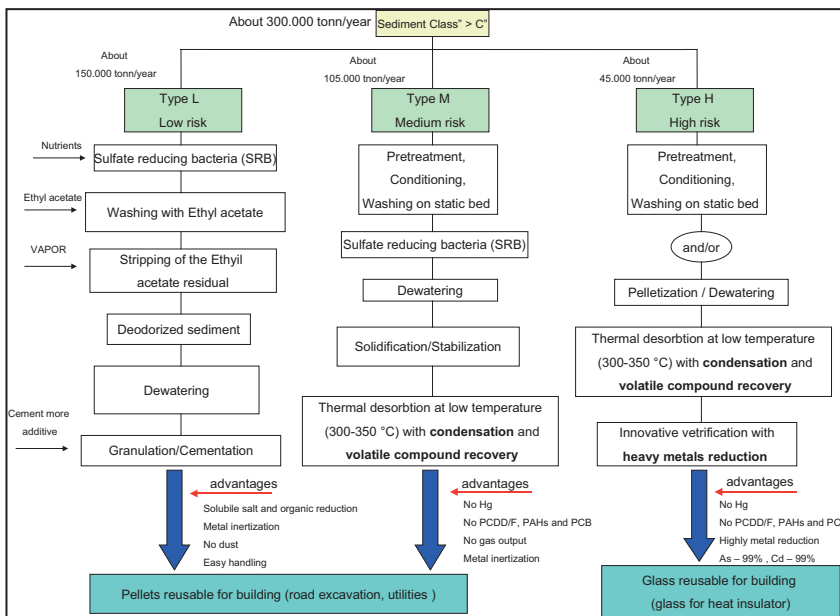 About 300.000 tonn/year
Sediment Class" > C"
About
150.000 tonn/year
About
105.000 tnon/year
About
45.000 tonn/year
Type L
Low risk
Type M
Medium risk
Type H
High risk
Nutrients
Sulfate reducing bacteria (SRB)
Ethyl acetate
Washing with Ethyl acetate
VAPOR
Stripping of the Ethyil
acetate residual
Deodorized sediment
Dewatering
Cement more
additive
Granulation/Cementation
Pretreatment,
Conditioning,
Washing on static bed
Sulfate reducing bacteria (SRB)
Dewatering
Solidification/Stabilization
Thermal desorbtion at low temperature
(300-350 °C) with condensation and
volatile compound recovery
Pretreatment,
Conditioning,
Washing on static bed
and/or
Pelletization / Dewatering
Thermal desorbtion at low temperature
(300-350 °C) with condensation and
volatile compound recovery
Innovative vetrification with
heavy metals reduction
advantages
Solubile salt and organic reduction
Metal inertization
No dust
Easy handling
advantages
No Hg
No PCDD/F, PAHs and PCB
No gas output
Metal inertization
advantages
No Hg
No PCDD/F, PAHs and PC
Highly metal reduction
As – 99% , Cd – 99%
Pellets reusable for building (road excavation, utilities )
Glass reusable for building
(glass for heat insulator)